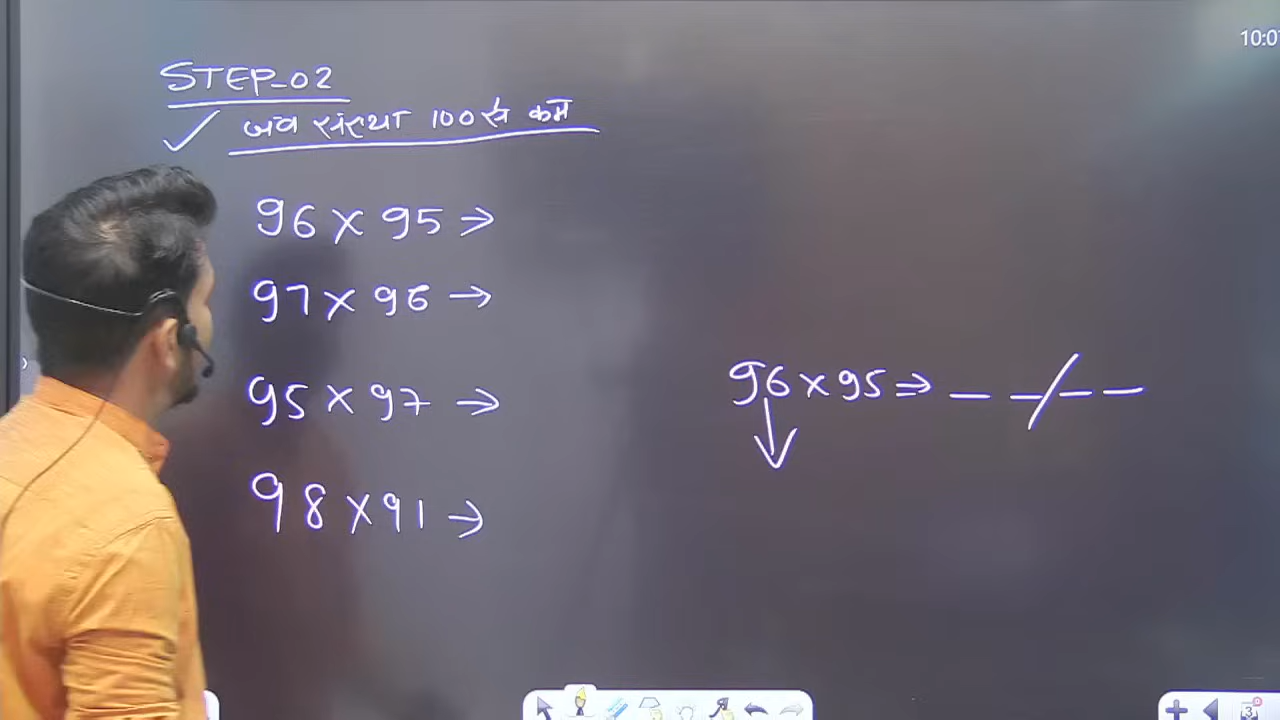 STEP-02
✓ जब संख्या 100 से कम
96 × 95 →
97 × 96 →
95 × 97 →
98 × 91 →
96 × 95 ⇒ _ _ / _ _
↓
10:0